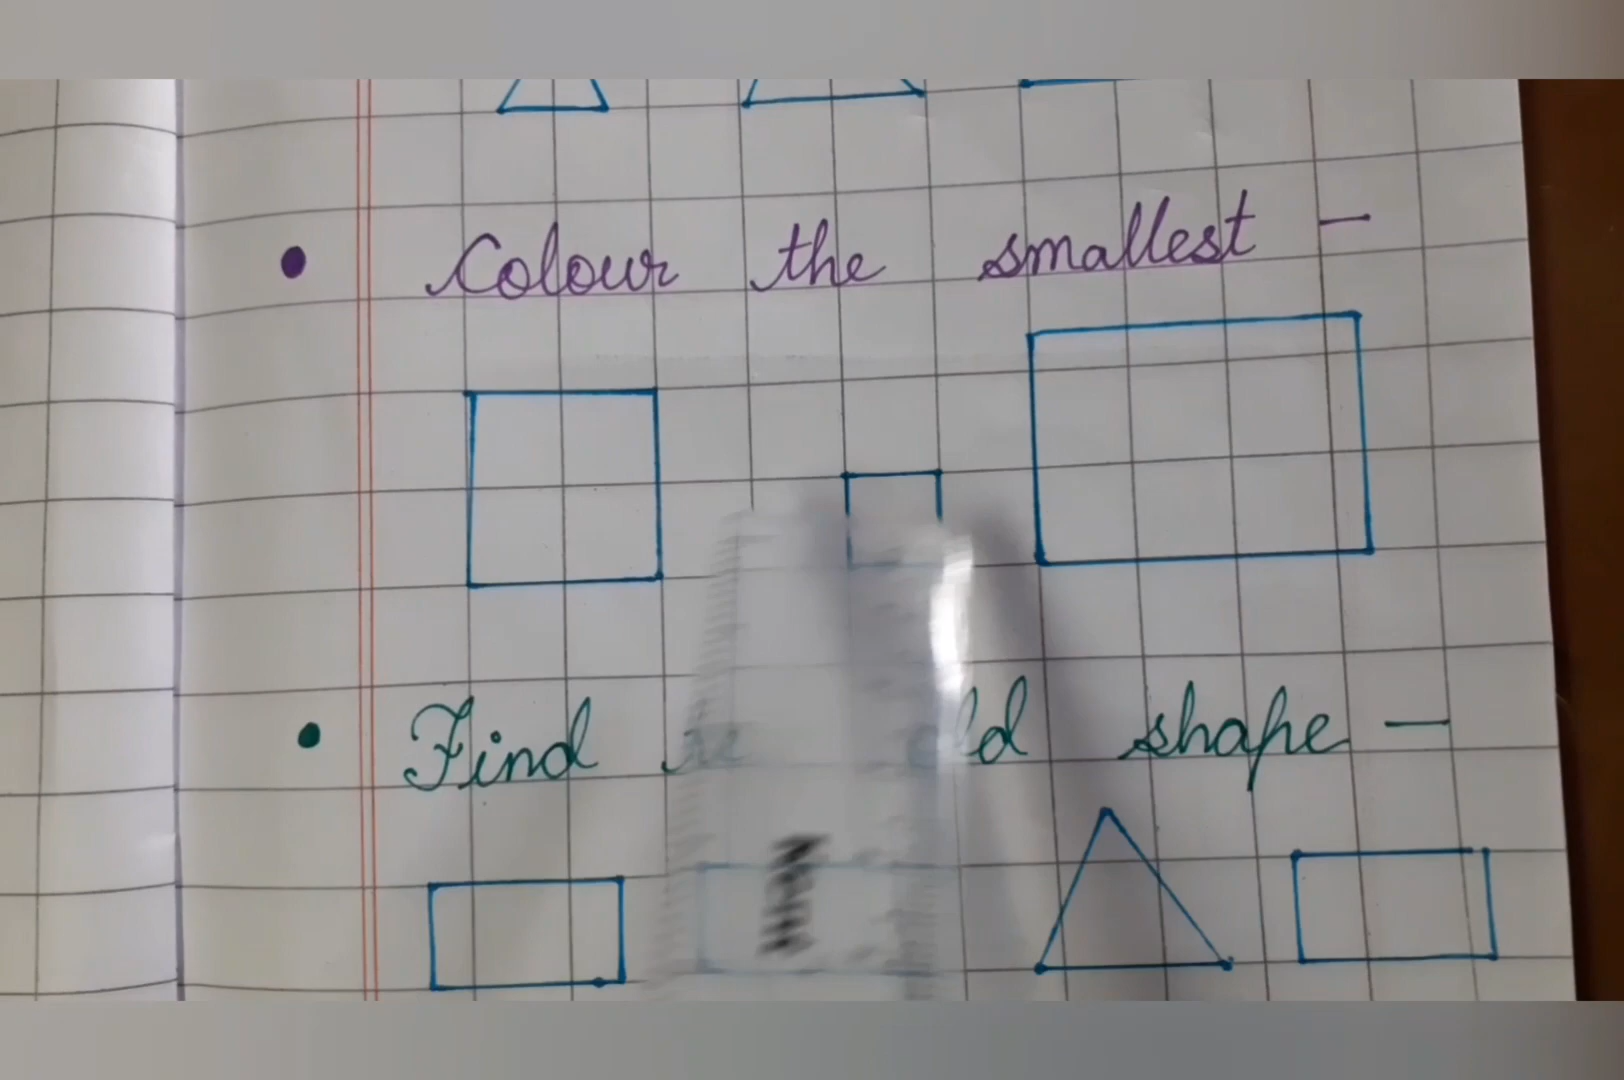 • Colour the smallest –
• Find shape –